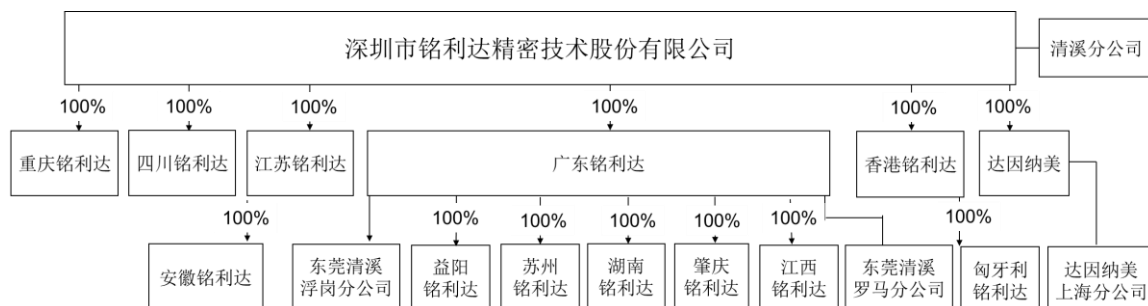 深圳市铭利达精密技术股份有限公司
清溪分公司
100%
100%
100%
100%
100%
100%
重庆铭利达
四川铭利达
江苏铭利达
广东铭利达
香港铭利达
达因纳美
100%
100%
100%
100%
100%
100%
100%
安徽铭利达
东莞清溪
浮岗分公司
益阳
铭利达
苏州
铭利达
湖南
铭利达
肇庆
铭利达
江西
铭利达
东莞清溪
罗马分公司
匈牙利
铭利达
达因纳美
上海分公司